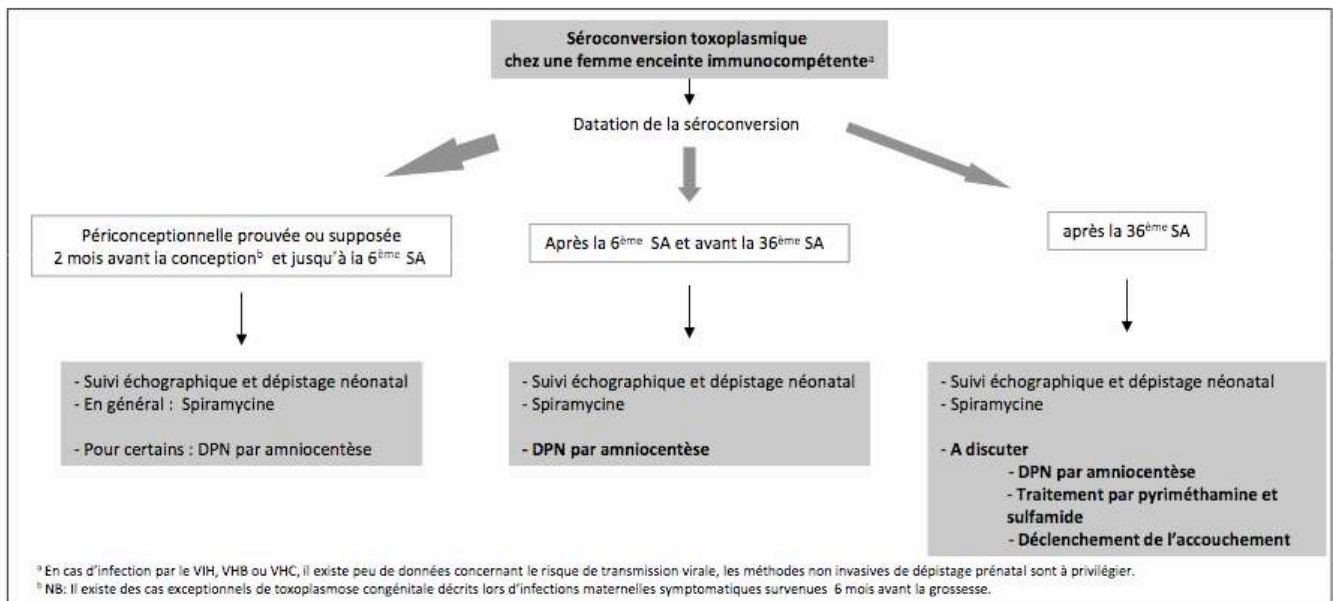 Séroconversion toxoplasmique
chez une femme enceinte immunocompétenteᵃ
Datation de la séroconversion
Périconceptionnelle prouvée ou supposée
2 mois avant la conceptionᵇ et jusqu'à la 6ᵉᵐᵉ SA
Après la 6ᵉᵐᵉ SA et avant la 36ᵉᵐᵉ SA
après la 36ᵉᵐᵉ SA
- Suivi échographique et dépistage néonatal
- En général : Spiramycine
- Pour certains : DPN par amniocentèse
- Suivi échographique et dépistage néonatal
- Spiramycine
- DPN par amniocentèse
- Suivi échographique et dépistage néonatal
- Spiramycine
- A discuter
- DPN par amniocentèse
- Traitement par pyriméthamine et
sulfamide
- Déclenchement de l'accouchement
ᵃ En cas d'infection par le VIH, VHB ou VHC, il existe peu de données concernant le risque de transmission virale, les méthodes non invasives de dépistage prénatal sont à privilégier.
ᵇ NB: Il existe des cas exceptionnels de toxoplasmose congénitale décrits lors d'infections maternelles symptomatiques survenues 6 mois avant la grossesse.